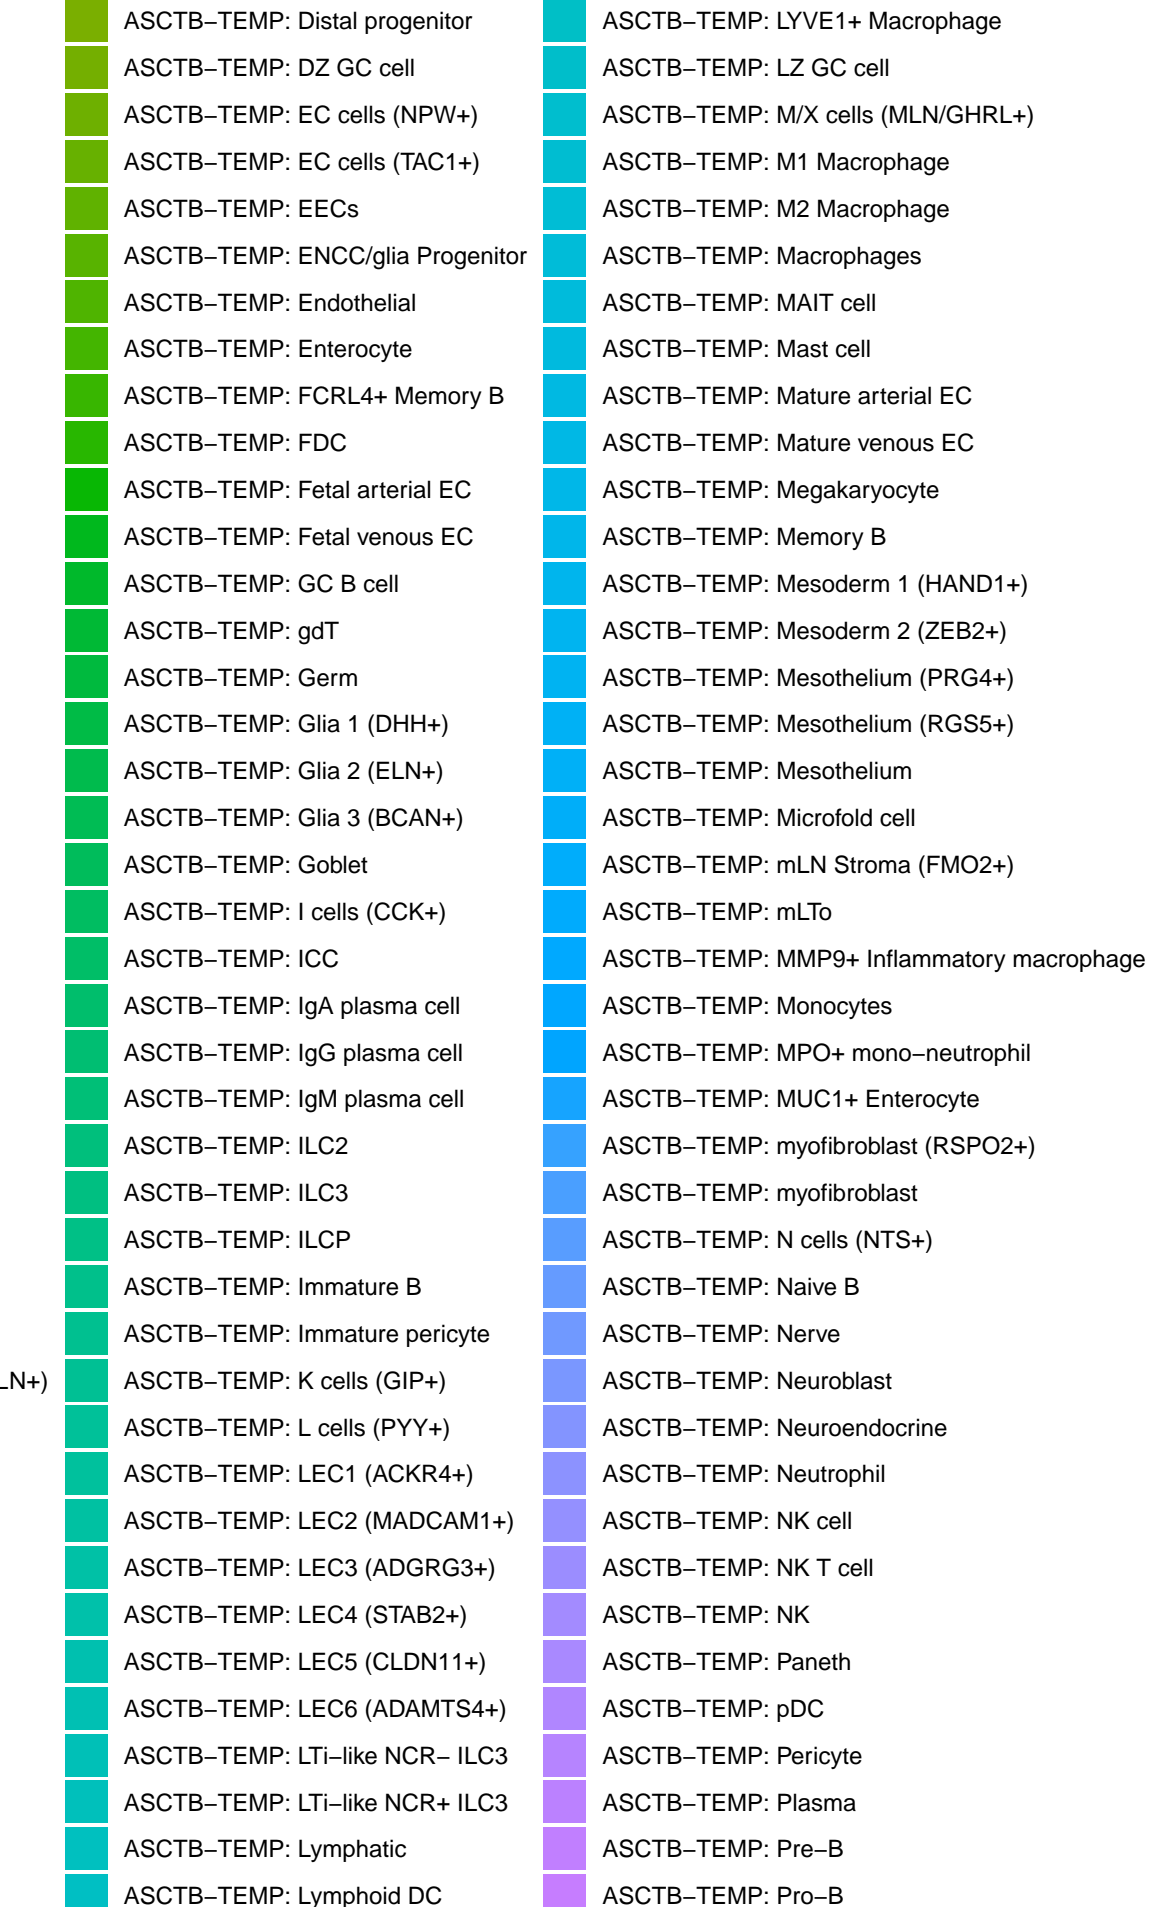 ASCTB−TEMP: Distal progenitor
ASCTB−TEMP: DZ GC cell
ASCTB−TEMP: EC cells (NPW+)
ASCTB−TEMP: EC cells (TAC1+)
ASCTB−TEMP: EECs
ASCTB−TEMP: ENCC/glia Progenitor
ASCTB−TEMP: Endothelial
ASCTB−TEMP: Enterocyte
ASCTB−TEMP: FCRL4+ Memory B
ASCTB−TEMP: FDC
ASCTB−TEMP: Fetal arterial EC
ASCTB−TEMP: Fetal venous EC
ASCTB−TEMP: GC B cell
ASCTB−TEMP: gdT
ASCTB−TEMP: Germ
ASCTB−TEMP: Glia 1 (DHH+)
ASCTB−TEMP: Glia 2 (ELN+)
ASCTB−TEMP: Glia 3 (BCAN+)
ASCTB−TEMP: Goblet
ASCTB−TEMP: I cells (CCK+)
ASCTB−TEMP: ICC
ASCTB−TEMP: IgA plasma cell
ASCTB−TEMP: IgG plasma cell
ASCTB−TEMP: IgM plasma cell
ASCTB−TEMP: ILC2
ASCTB−TEMP: ILC3
ASCTB−TEMP: ILCP
ASCTB−TEMP: Immature B
ASCTB−TEMP: Immature pericyte
LN+)
ASCTB−TEMP: K cells (GIP+)
ASCTB−TEMP: L cells (PYY+)
ASCTB−TEMP: LEC1 (ACKR4+)
ASCTB−TEMP: LEC2 (MADCAM1+)
ASCTB−TEMP: LEC3 (ADGRG3+)
ASCTB−TEMP: LEC4 (STAB2+)
ASCTB−TEMP: LEC5 (CLDN11+)
ASCTB−TEMP: LEC6 (ADAMTS4+)
ASCTB−TEMP: LTi−like NCR− ILC3
ASCTB−TEMP: LTi−like NCR+ ILC3
ASCTB−TEMP: Lymphatic
ASCTB−TEMP: Lymphoid DC
ASCTB−TEMP: LYVE1+ Macrophage
ASCTB−TEMP: LZ GC cell
ASCTB−TEMP: M/X cells (MLN/GHRL+)
ASCTB−TEMP: M1 Macrophage
ASCTB−TEMP: M2 Macrophage
ASCTB−TEMP: Macrophages
ASCTB−TEMP: MAIT cell
ASCTB−TEMP: Mast cell
ASCTB−TEMP: Mature arterial EC
ASCTB−TEMP: Mature venous EC
ASCTB−TEMP: Megakaryocyte
ASCTB−TEMP: Memory B
ASCTB−TEMP: Mesoderm 1 (HAND1+)
ASCTB−TEMP: Mesoderm 2 (ZEB2+)
ASCTB−TEMP: Mesothelium (PRG4+)
ASCTB−TEMP: Mesothelium (RGS5+)
ASCTB−TEMP: Mesothelium
ASCTB−TEMP: Microfold cell
ASCTB−TEMP: mLN Stroma (FMO2+)
ASCTB−TEMP: mLTo
ASCTB−TEMP: MMP9+ Inflammatory macrophage
ASCTB−TEMP: Monocytes
ASCTB−TEMP: MPO+ mono−neutrophil
ASCTB−TEMP: MUC1+ Enterocyte
ASCTB−TEMP: myofibroblast (RSPO2+)
ASCTB−TEMP: myofibroblast
ASCTB−TEMP: N cells (NTS+)
ASCTB−TEMP: Naive B
ASCTB−TEMP: Nerve
ASCTB−TEMP: Neuroblast
ASCTB−TEMP: Neuroendocrine
ASCTB−TEMP: Neutrophil
ASCTB−TEMP: NK cell
ASCTB−TEMP: NK T cell
ASCTB−TEMP: NK
ASCTB−TEMP: Paneth
ASCTB−TEMP: pDC
ASCTB−TEMP: Pericyte
ASCTB−TEMP: Plasma
ASCTB−TEMP: Pre−B
ASCTB−TEMP: Pro−B